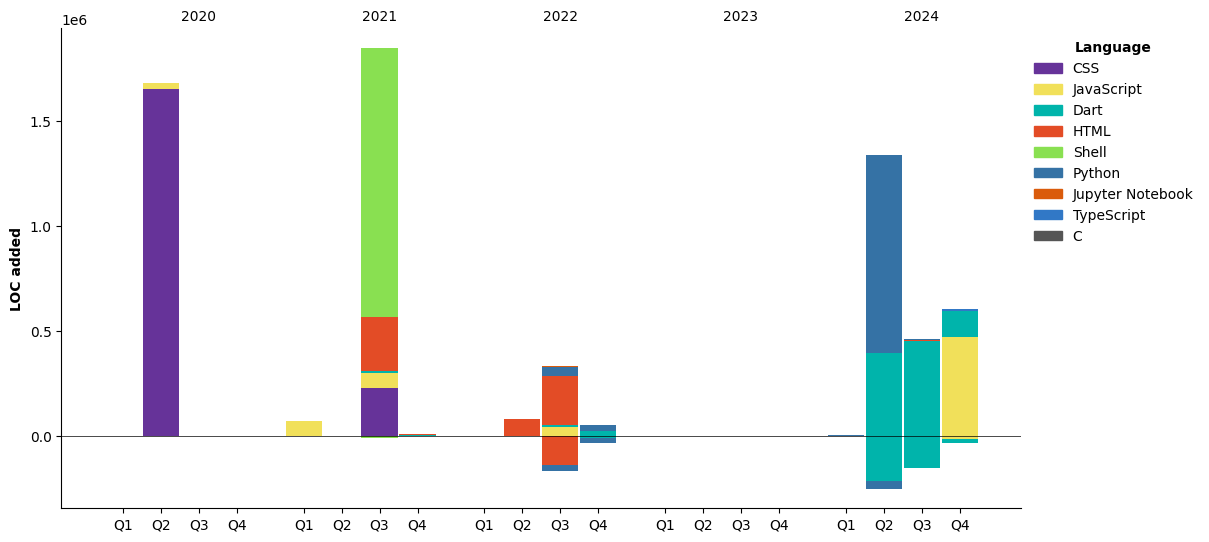 2020 2021 2022 2023 2024
1e6
Language
CSS
JavaScript
Dart
HTML
Shell
Python
Jupyter Notebook
TypeScript
C
LOC added
1.5
1.0
0.5
0.0
Q1 Q2 Q3 Q4 Q1 Q2 Q3 Q4 Q1 Q2 Q3 Q4 Q1 Q2 Q3 Q4 Q1 Q2 Q3 Q4